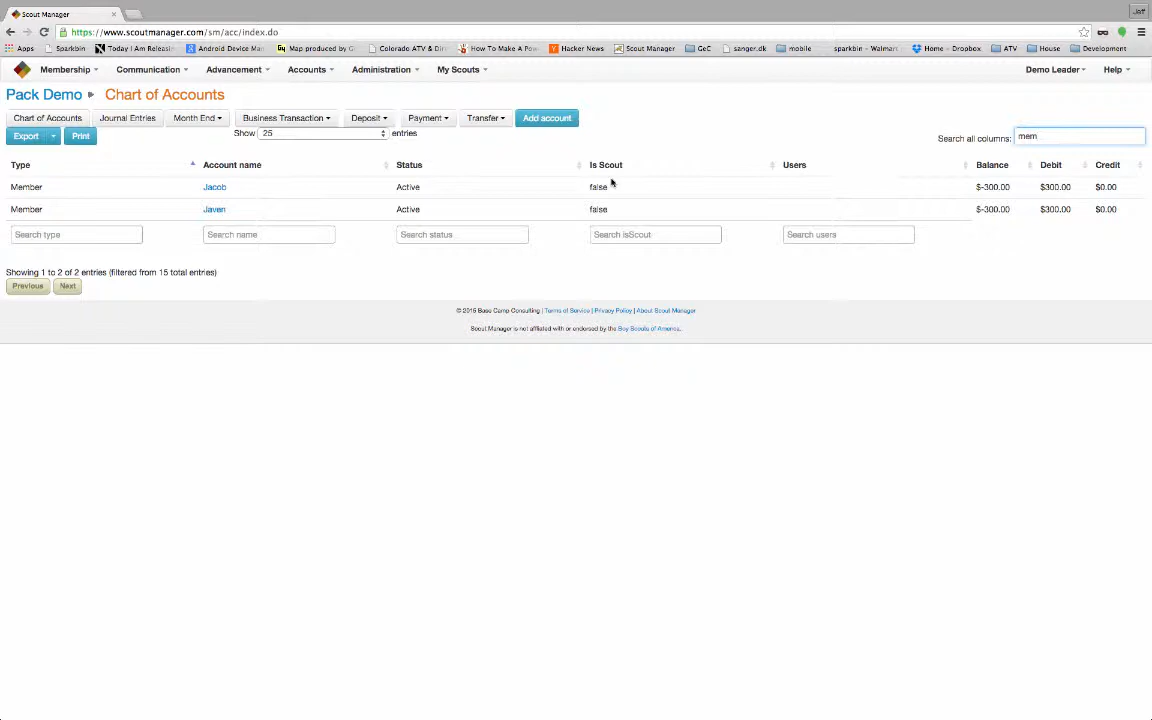 Scout Manager
Jeff
https://www.scoutmanager.com/sm/acc/index.do
Apps Sparkbin Today I Am Releasi Android Device Man Map produced by G Colorado ATV & Dirt How To Make A Pow Hacker News Scout Manager GeC sanger.dk mobile sparkbin – Walmart Home - Dropbox ATV House Development
Membership Communication Advancement Accounts Administration My Scouts Demo Leader Help
Pack Demo Chart of Accounts
Chart of Accounts Journal Entries Month End Business Transaction Deposit Payment Transfer Add account
Export Print Show 25 entries Search all columns: mem
Type Account name Status Is Scout Users Balance Debit Credit
Member Jacob Active false $-300.00 $300.00 $0.00
Member Javen Active false $-300.00 $300.00 $0.00
Search type Search name Search status Search isScout Search users
Showing 1 to 2 of 2 entries (filtered from 15 total entries)
Previous Next
© 2015 Base Camp Consulting | Terms of Service | Privacy Policy | About Scout Manager
Scout Manager is not affiliated with or endorsed by the Boy Scouts of America.